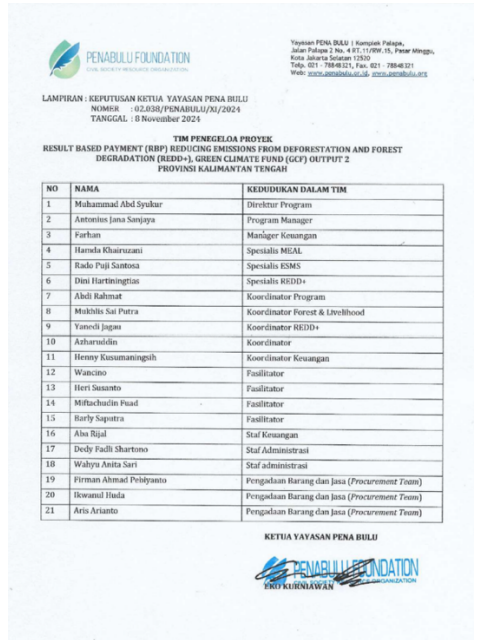 PENABULU FOUNDATION
CIVIL SOCIETY RESOURCE ORGANIZATION
Yayasan PENA BULU | Komplek Palapa,
Jalan Palapa 2 No. 4 RT.11/RW.15, Pasar Minggu,
Kota Jakarta Selatan 12520
Telp. 021 - 78848321, Fax. 021 - 78848321
Web: www.penabulu.or.id, www.penabulu.org
LAMPIRAN : KEPUTUSAN KETUA YAYASAN PENA BULU
NOMER : 02.038/PENABULU/XI/2024
TANGGAL : 8 November 2024
TIM PENEGELOA PROYEK
RESULT BASED PAYMENT (RBP) REDUCING EMISSIONS FROM DEFORESTATION AND FOREST
DEGRADATION (REDD+), GREEN CLIMATE FUND (GCF) OUTPUT 2
PROVINSI KALIMANTAN TENGAH
NO NAMA KEDUDUKAN DALAM TIM
1 Muhammad Abd Syukur Direktur Program
2 Antonius Jana Sanjaya Program Manager
3 Farhan Manager Keuangan
4 Hamda Khairuzani Spesialis MEAL
5 Rado Puji Santosa Spesialis ESMS
6 Dini Hartiningtias Spesialis REDD+
7 Abdi Rahmat Koordinator Program
8 Mukhlis Sai Putra Koordinator Forest & Livelihood
9 Yanedi Jagau Koordinator REDD+
10 Azharuddin Koordinator
11 Henny Kusumaningsih Koordinator Keuangan
12 Wancino Fasilitator
13 Heri Susanto Fasilitator
14 Miftachudin Fuad Fasilitator
15 Barly Saputra Fasilitator
16 Aba Rijal Staf Keuangan
17 Dedy Fadli Shartono Staf Administrasi
18 Wahyu Anita Sari Staf administrasi
19 Firman Ahmad Pebiyanto Pengadaan Barang dan Jasa (Procurement Team)
20 Ikwanul Huda Pengadaan Barang dan Jasa (Procurement Team)
21 Aris Arianto Pengadaan Barang dan Jasa (Procurement Team)
KETUA YAYASAN PENA BULU
PENABULU FOUNDATION
CIVIL SOCIETY RESOURCE ORGANIZATION
EKO KURNIAWAN